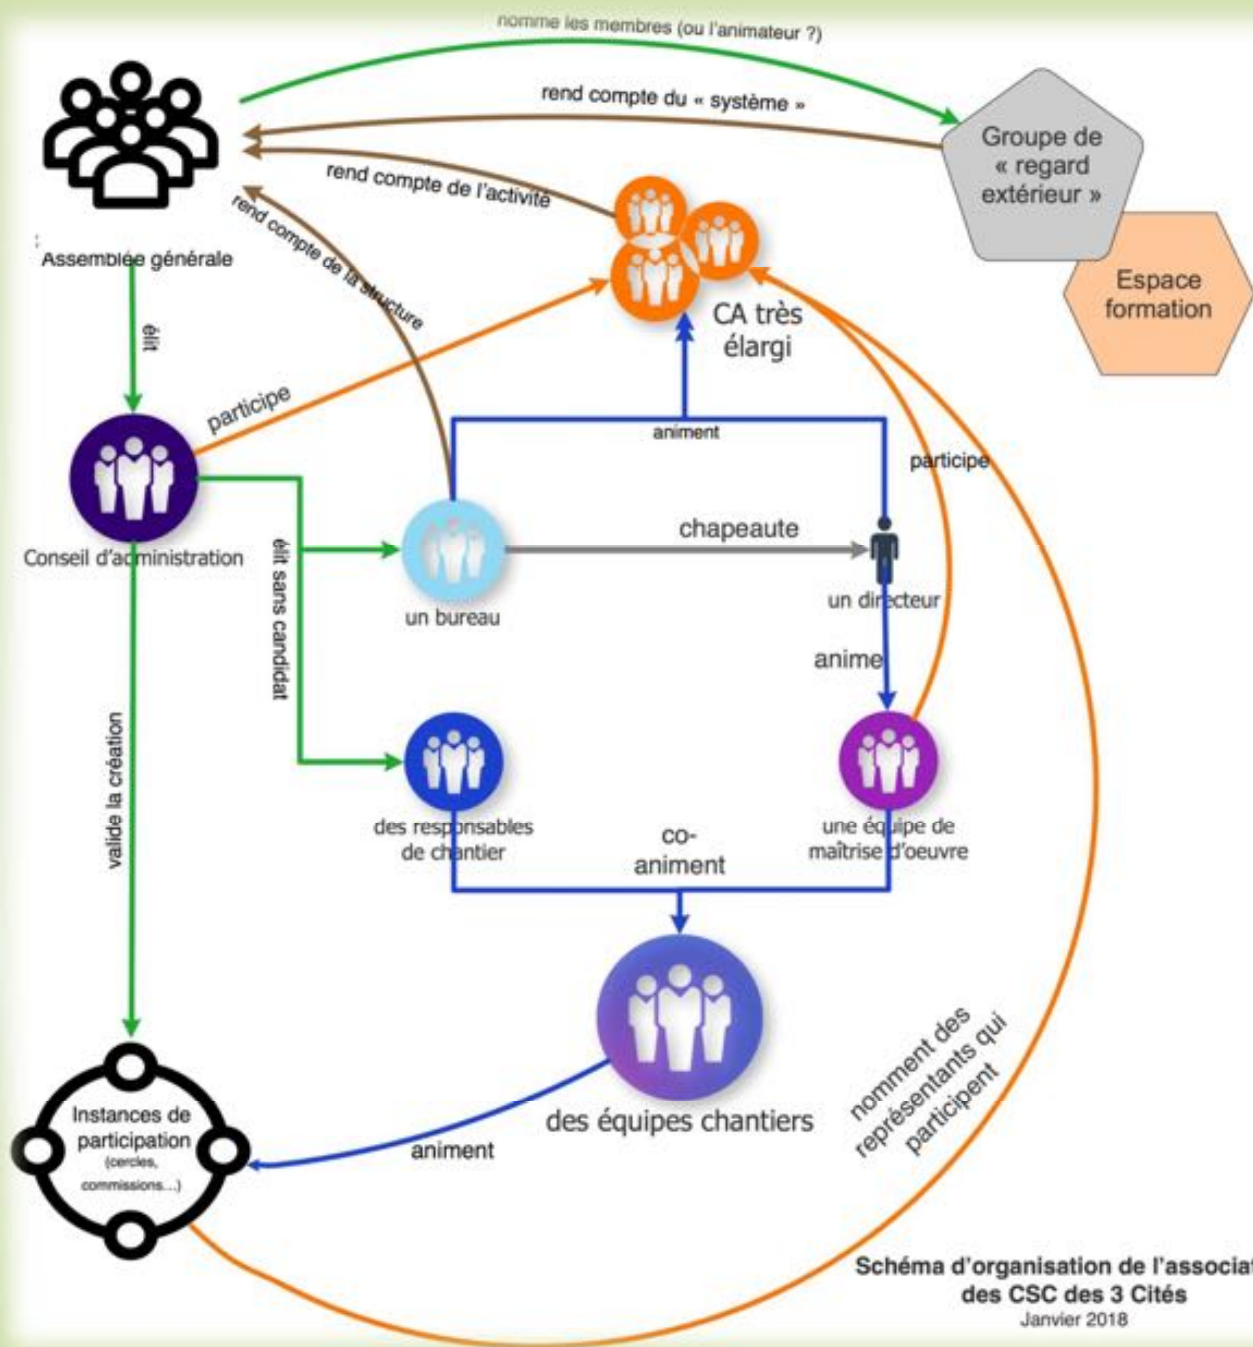 nomme les membres (ou l'animateur ?)
rend compte du « système »
Groupe de
« regard
extérieur »
rend compte de l'activité
rend compte de la structure
:
Assemblée générale
Espace
formation
CA très
élargi
élit
participe
animent
participe
chapeaute
Conseil d'administration
élit sans candidat
un bureau
un directeur
anime
valide la création
des responsables
de chantier
co-
animent
une équipe de
maîtrise d'oeuvre
nomment des
représentants qui
participent
Instances de
participation
(cercles,
commissions...)
animent
des équipes chantiers
Schéma d'organisation de l'associat
des CSC des 3 Cités
Janvier 2018